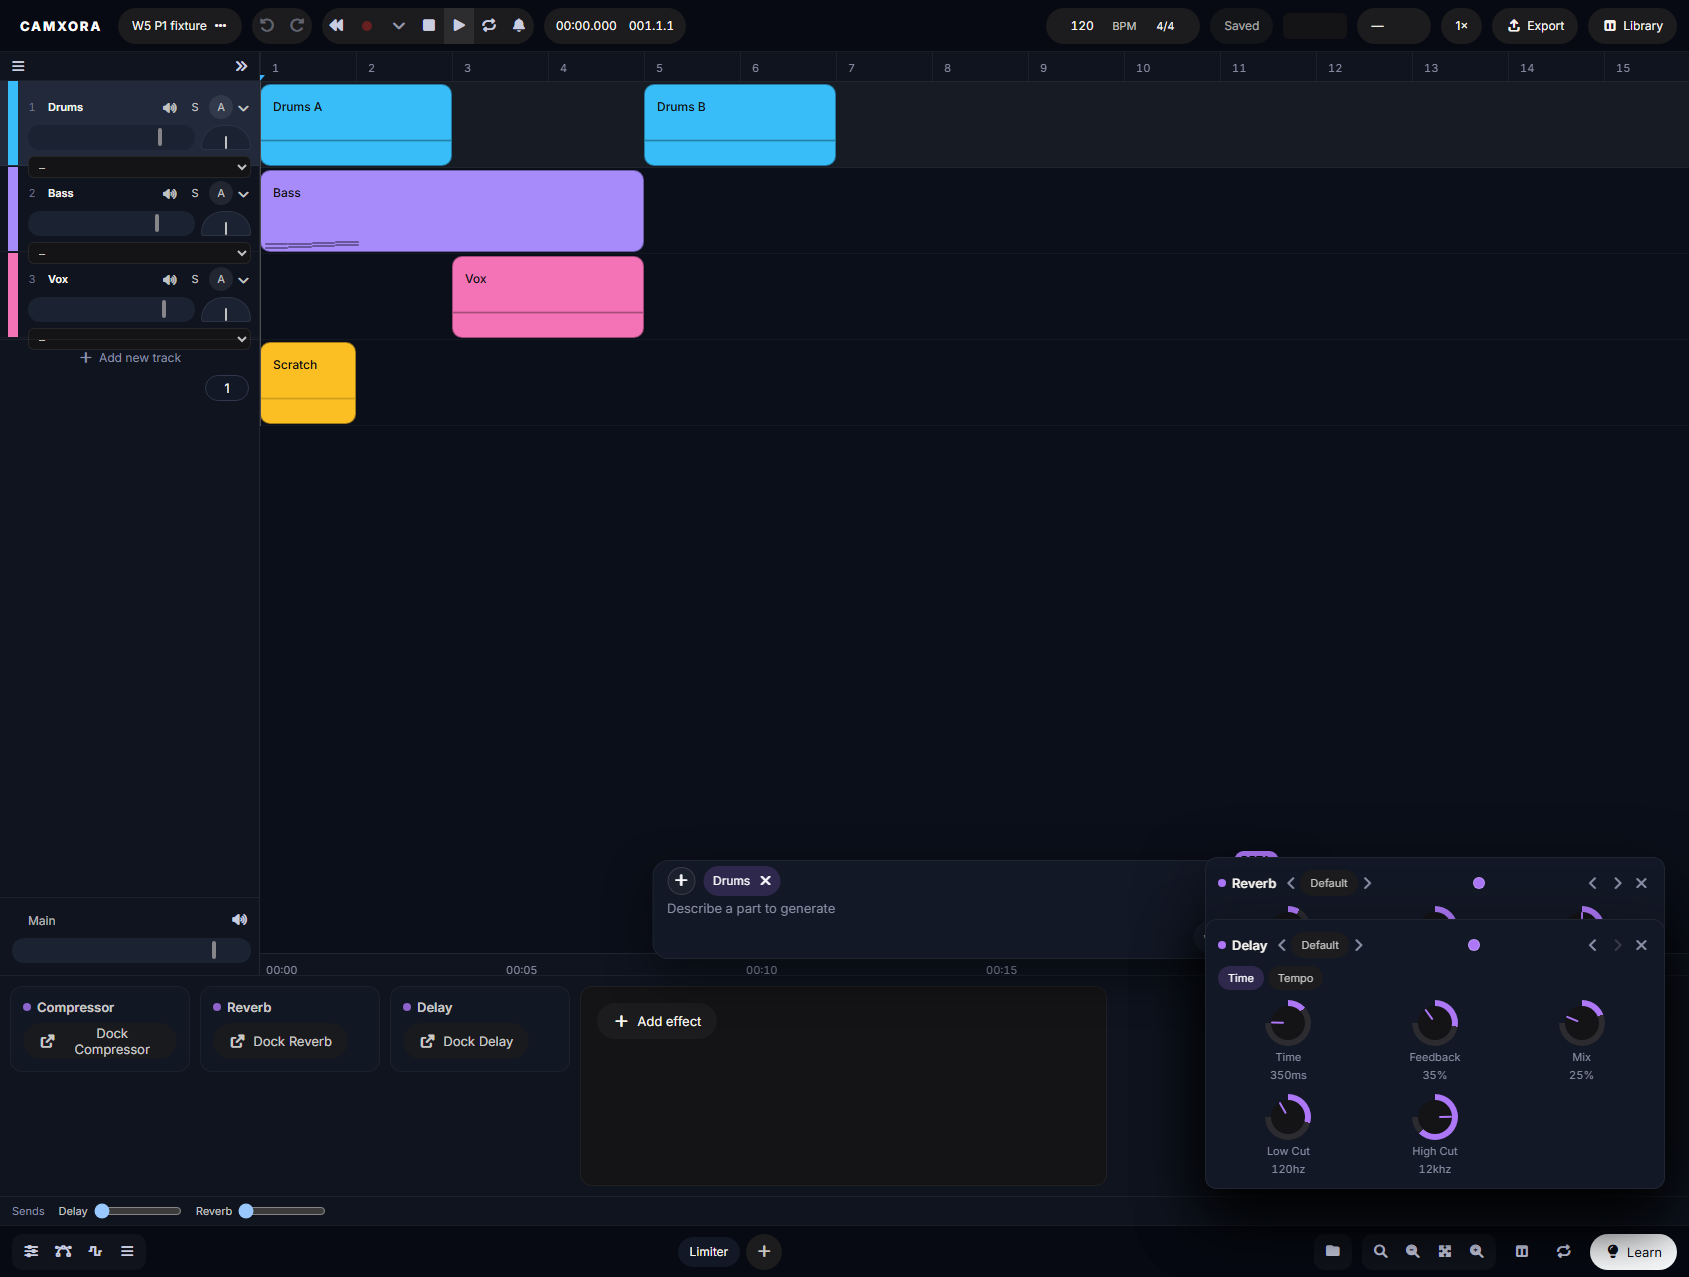 CAMXORA W5 P1 fixture ••• 00:00.000 001.1.1 120 BPM 4/4 Saved — 1× Export Library
1 2 3 4 5 6 7 8 9 10 11 12 13 14 15
1 Drums S A
–
Drums A
Drums B
2 Bass S A
–
Bass
3 Vox S A
–
Vox
Add new track
1
Scratch
Main
Drums
Describe a part to generate
00:00 00:05 00:10 00:15
Reverb Default
Delay Default
Time Tempo
Time Feedback Mix
350ms 35% 25%
Low Cut High Cut
120hz 12khz
Compressor
Dock
Compressor
Reverb
Dock Reverb
Delay
Dock Delay
Add effect
Sends Delay Reverb
Limiter
Learn